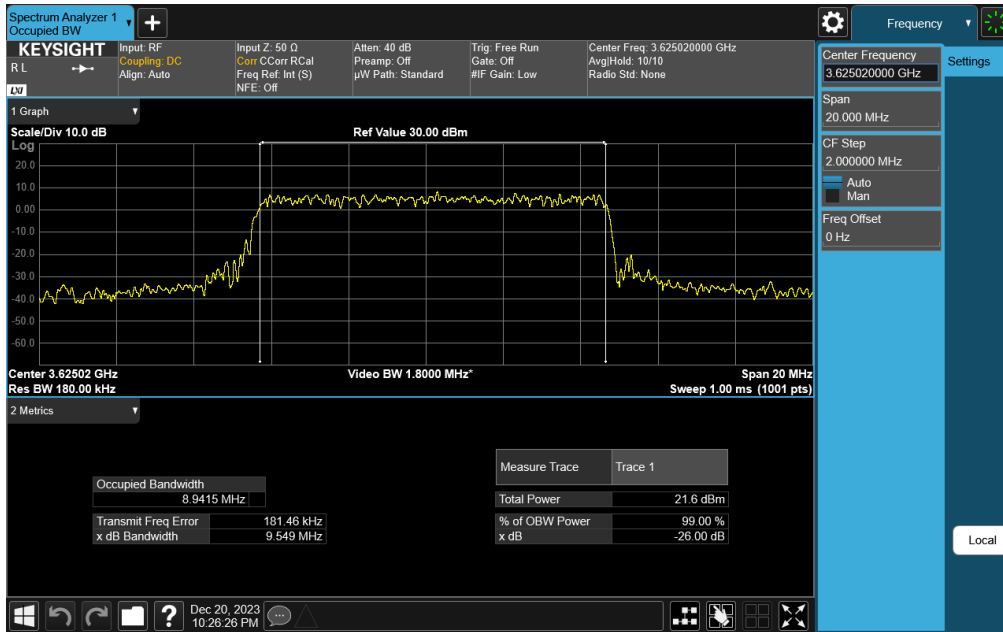 Spectrum Analyzer 1
Occupied BW
Frequency
KEYSIGHT
R L
LXI
Input: RF
Coupling: DC
Align: Auto
Input Z: 50 Ω
Corr CCorr RCal
Freq Ref: Int (S)
NFE: Off
Atten: 40 dB
Preamp: Off
µW Path: Standard
Trig: Free Run
Gate: Off
#IF Gain: Low
Center Freq: 3.625020000 GHz
Avg|Hold: 10/10
Radio Std: None
Center Frequency
3.625020000 GHz
Settings
Span
20.000 MHz
CF Step
2.000000 MHz
Auto
Man
Freq Offset
0 Hz
Local
1 Graph
Scale/Div 10.0 dB
Ref Value 30.00 dBm
Log
20.0
10.0
0.00
-10.0
-20.0
-30.0
-40.0
-50.0
-60.0
Center 3.62502 GHz
Video BW 1.8000 MHz*
Span 20 MHz
Res BW 180.00 kHz
Sweep 1.00 ms (1001 pts)
2 Metrics
Occupied Bandwidth
8.9415 MHz
Transmit Freq Error 181.46 kHz
x dB Bandwidth 9.549 MHz
Measure Trace Trace 1
Total Power 21.6 dBm
% of OBW Power 99.00 %
x dB -26.00 dB
?
Dec 20, 2023
10:26:26 PM